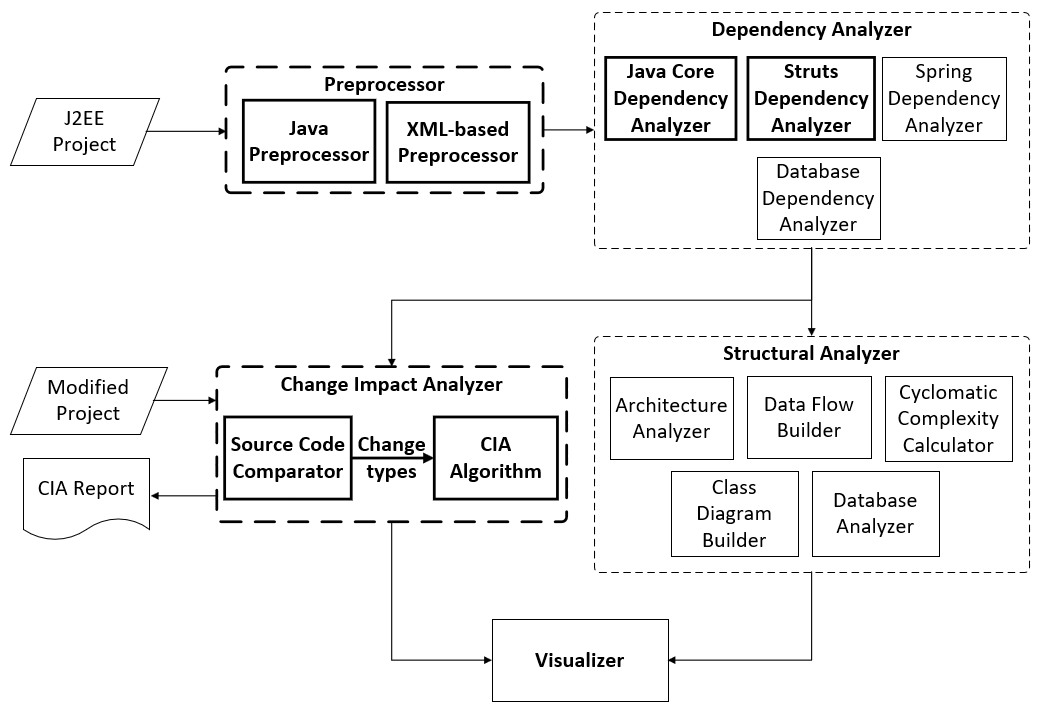 J2EE
Project
Preprocessor
Java
Preprocessor
XML-based
Preprocessor
Dependency Analyzer
Java Core
Dependency
Analyzer
Struts
Dependency
Analyzer
Spring
Dependency
Analyzer
Database
Dependency
Analyzer
Modified
Project
CIA Report
Change Impact Analyzer
Source Code
Comparator
Change
types
CIA
Algorithm
Structural Analyzer
Architecture
Analyzer
Data Flow
Builder
Cyclomatic
Complexity
Calculator
Class
Diagram
Builder
Database
Analyzer
Visualizer